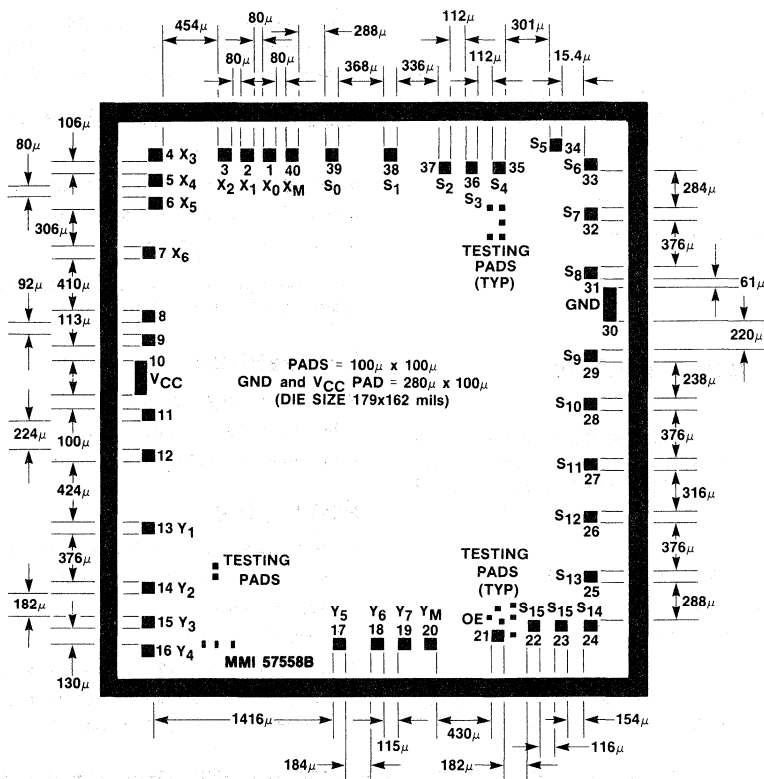 454μ
80μ
80μ
80μ
288μ
368μ
112μ
336μ
112μ
301μ
15.4μ
106μ
80μ
306μ
92μ
410μ
113μ
224μ
100μ
424μ
376μ
182μ
130μ
4 X3
5 X4
6 X5
7 X6
8
9
10
VCC
11
12
13 Y1
14 Y2
15 Y3
16 Y4
3 2 1 40
X2 X1 X0 XM
39
S0
38
S1
37
S2
36
S3
35
S4
S5 34
S6
33
S7
32
S8
31
GND
30
S9
29
S10
28
S11
27
S12
26
S13
25
S15 S15 S14
22 23 24
TESTING
PADS
(TYP)
PADS = 100μ x 100μ
GND and VCC PAD = 280μ x 100μ
(DIE SIZE 179x162 mils)
TESTING
PADS
TESTING
PADS
(TYP)
OE
21
Y5 Y6 Y7 YM
17 18 19 20
MMI 57558B
284μ
376μ
61μ
220μ
238μ
376μ
316μ
376μ
288μ
1416μ
184μ
115μ
430μ
182μ
116μ
154μ